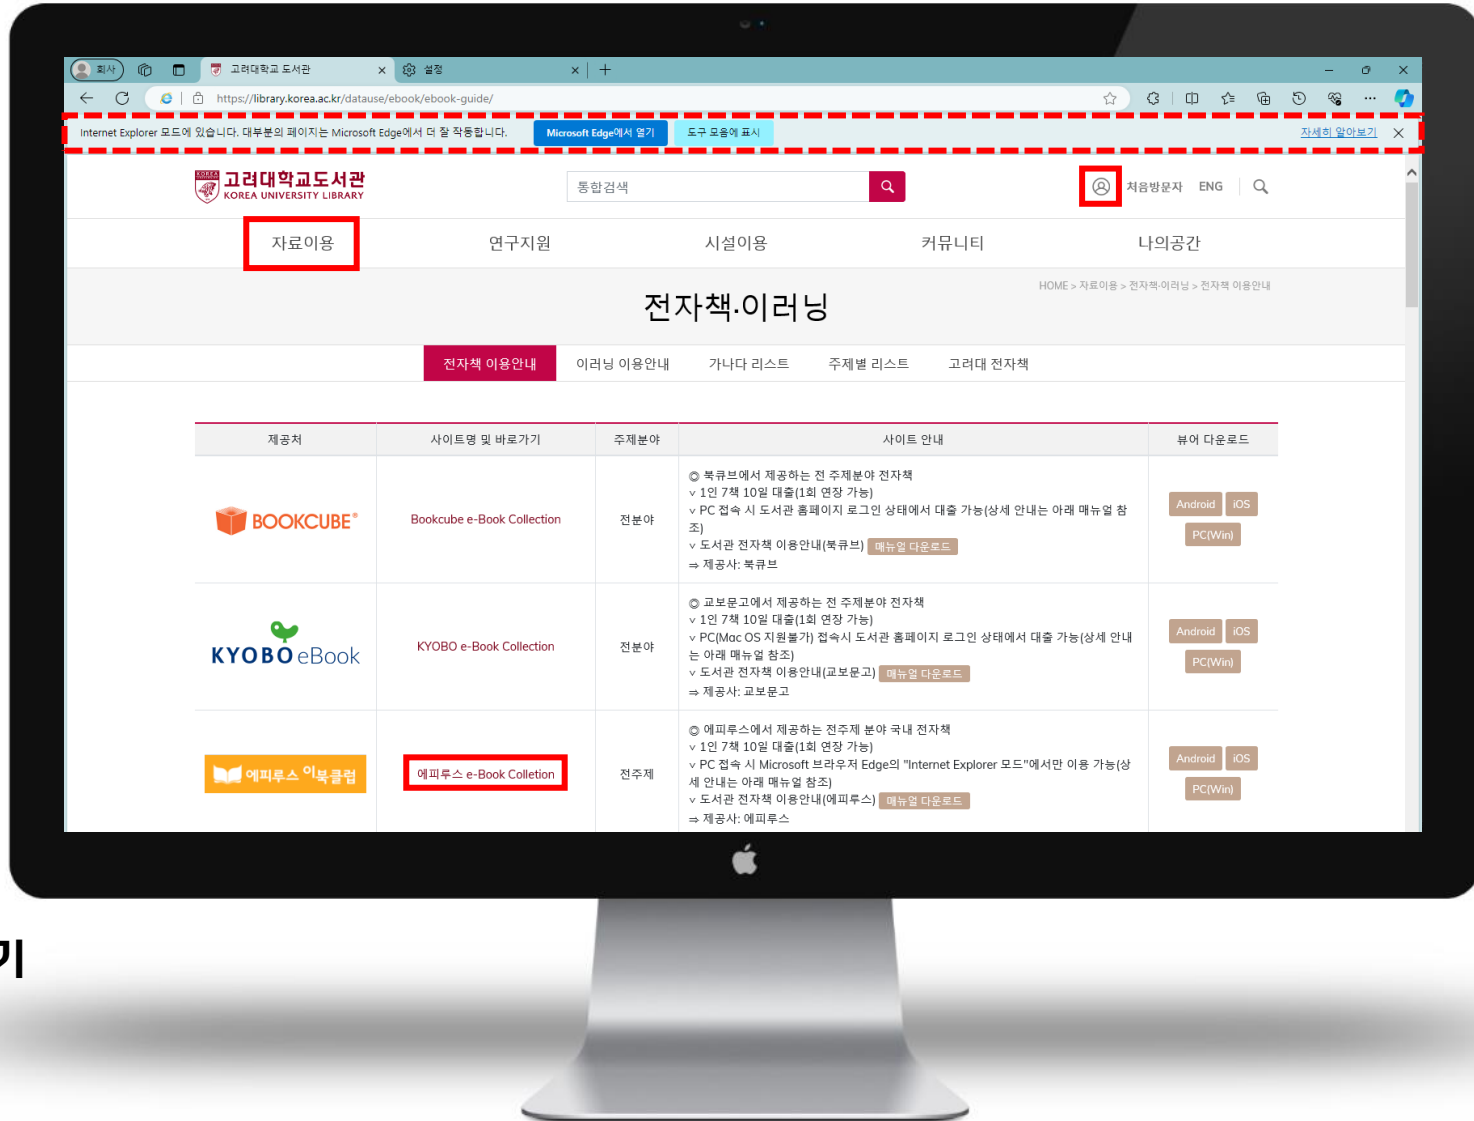 회사
고려대학교 도서관
설정
https://library.korea.ac.kr/datause/ebook/ebook-guide/
Internet Explorer 모드에 있습니다. 대부분의 페이지는 Microsoft Edge에서 더 잘 작동합니다.
Microsoft Edge에서 열기
도구 모음에 표시
자세히 알아보기
고려대학교도서관
KOREA UNIVERSITY LIBRARY
통합검색
처음방문자 ENG
자료이용 연구지원 시설이용 커뮤니티 나의공간
전자책·이러닝
HOME > 자료이용 > 전자책·이러닝 > 전자책 이용안내
전자책 이용안내 이러닝 이용안내 가나다 리스트 주제별 리스트 고려대 전자책
제공처 사이트명 및 바로가기 주제분야 사이트 안내 뷰어 다운로드
BOOKCUBE®
Bookcube e-Book Collection
전분야
◎ 북큐브에서 제공하는 전 주제분야 전자책
v 1인 7책 10일 대출(1회 연장 가능)
v PC 접속 시 도서관 홈페이지 로그인 상태에서 대출 가능(상세 안내는 아래 매뉴얼 참
조)
v 도서관 전자책 이용안내(북큐브) 매뉴얼 다운로드
⇒ 제공사: 북큐브
Android iOS
PC(Win)
KYOBO eBook
KYOBO e-Book Collection
전분야
◎ 교보문고에서 제공하는 전 주제분야 전자책
v 1인 7책 10일 대출(1회 연장 가능)
v PC(Mac OS 지원불가) 접속시 도서관 홈페이지 로그인 상태에서 대출 가능(상세 안내
는 아래 매뉴얼 참조)
v 도서관 전자책 이용안내(교보문고) 매뉴얼 다운로드
⇒ 제공사: 교보문고
Android iOS
PC(Win)
에피루스 이북클럽
에피루스 e-Book Colletion
전주제
◎ 에피루스에서 제공하는 전주제 분야 국내 전자책
v 1인 7책 10일 대출(1회 연장 가능)
v PC 접속 시 Microsoft 브라우저 Edge의 "Internet Explorer 모드"에서만 이용 가능(상
세 안내는 아래 매뉴얼 참조)
v 도서관 전자책 이용안내(에피루스) 매뉴얼 다운로드
⇒ 제공사: 에피루스
Android iOS
PC(Win)
기